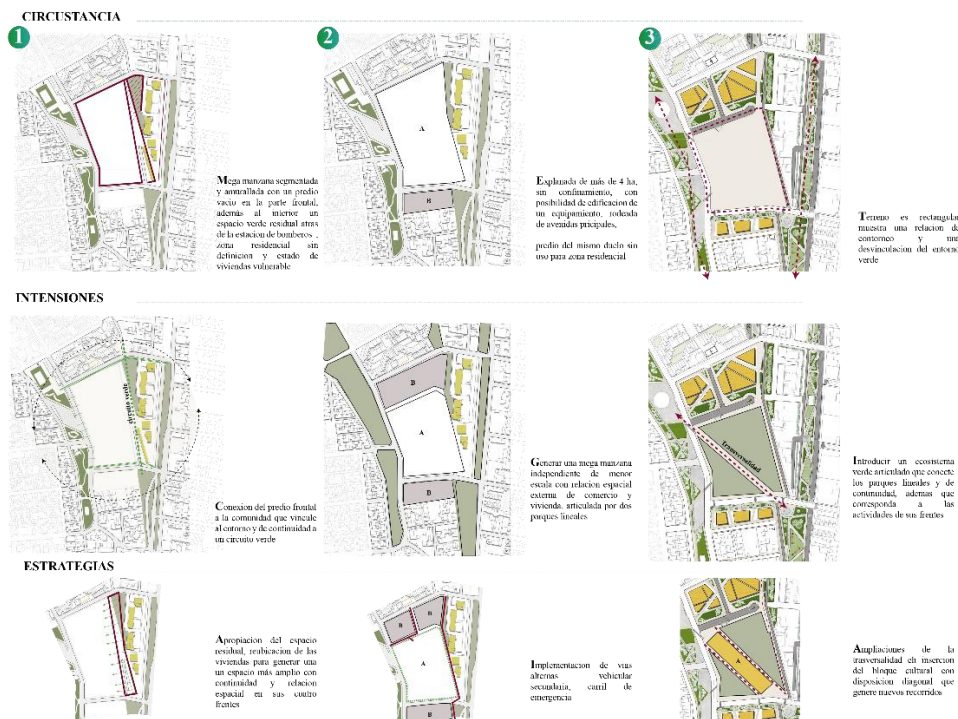 CIRCUSTANCIA
1
2
3
Mega manzana segmentada
y amurallada con un predio
vacio en la parte frontal,
además al interior un
espacio verde residual atras
de la estacion de bomberos ,
zona residencial sin
definicion y estado de
viviendas vulnerable
A
B
Explanada de más de 4 ha,
sin confinamiento, con
posibilidad de edificacion de
un equipamiento, rodeada
de avenidas pricipales,
predio del mismo dueño sin
uso para zona residencial
Terreno es rectangular
muestra una relacion de
contorneo y una
desvinculacion del entorno
verde
INTENSIONES
circuito verde
Conexion del predio frontal
a la comunidad que vincule
al entorno y de continuidad a
un circuito verde
B
A
B
Generar una mega manzana
independiente de menor
escala con relacion espacial
externa de comercio y
vivienda, articulada por dos
parques lineales
Transversalidad
Introducir un ecosistema
verde articulado que conecte
los parques lineales y de
continuidad, ademas que
corresponda a las
actividades de sus frentes
ESTRATEGIAS
Apropiacion del espacio
residual, reubicacion de las
viviendas para generar una
un espacio más amplio con
continuidad y relacion
espacial en sus cuatro
frentes
B
B
A
B
Implementacion de vias
alternas vehicular
secundaria, carril de
emergencia
A
Ampliaciones de la
trasversalidad eh insercion
del bloque cultural con
disposicion diagonal que
genere nuevos recorridos